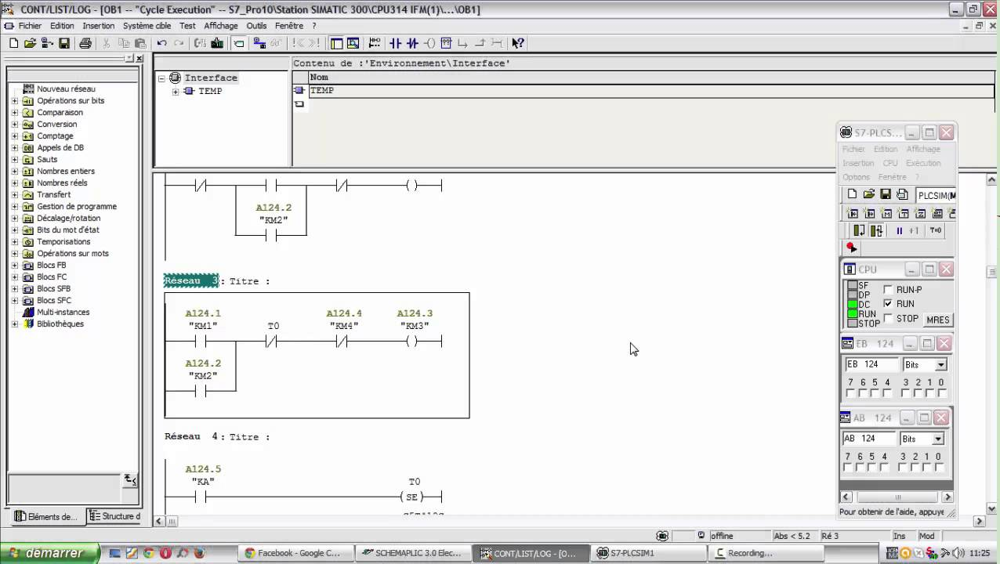 CONT/LIST/LOG - [OB1 -- "Cycle Execution" -- S7_Pro10\Station SIMATIC 300\CPU314 IFM(1)\...\OB1]
Fichier Edition Insertion Système cible Test Affichage Outils Fenêtre ?
Contenu de :'Environnement\Interface'
Interface
TEMP
Nom
TEMP
Nouveau réseau
Opérations sur bits
Comparaison
Conversion
Comptage
Appels de DB
Sauts
Nombres entiers
Nombres réels
Transfert
Gestion de programme
Décalage/rotation
Bits du mot d'état
Temporisations
Opérations sur mots
Blocs FB
Blocs FC
Blocs SFB
Blocs SFC
Multi-instances
Bibliothèques
Eléments de... Structure d
A124.2
"KM2"
Réseau 3 : Titre :
A124.1 A124.4 A124.3
"KM1" T0 "KM4" "KM3"
A124.2
"KM2"
Réseau 4 : Titre :
A124.5
"KA" T0
SE
S7-PLCS...
Fichier Edition Affichage
Insertion CPU Execution
Options Fenêtre ?
PLCSIM(M
+1 T=0
CPU
SF
DP
DC
RUN
STOP
RUN-P
RUN
STOP MRES
EB 124
EB 124 Bits
7 6 5 4 3 2 1 0
AB 124
AB 124 Bits
7 6 5 4 3 2 1 0
Pour obtenir de l'aide, appuye
offline Abs < 5.2 Ré 3 Ins Mod
démarrer
Facebook - Google C...
SCHEMAPLIC 3.0 Elec...
CONT/LIST/LOG - [O...
S7-PLCSIM1
Recording...
11:25